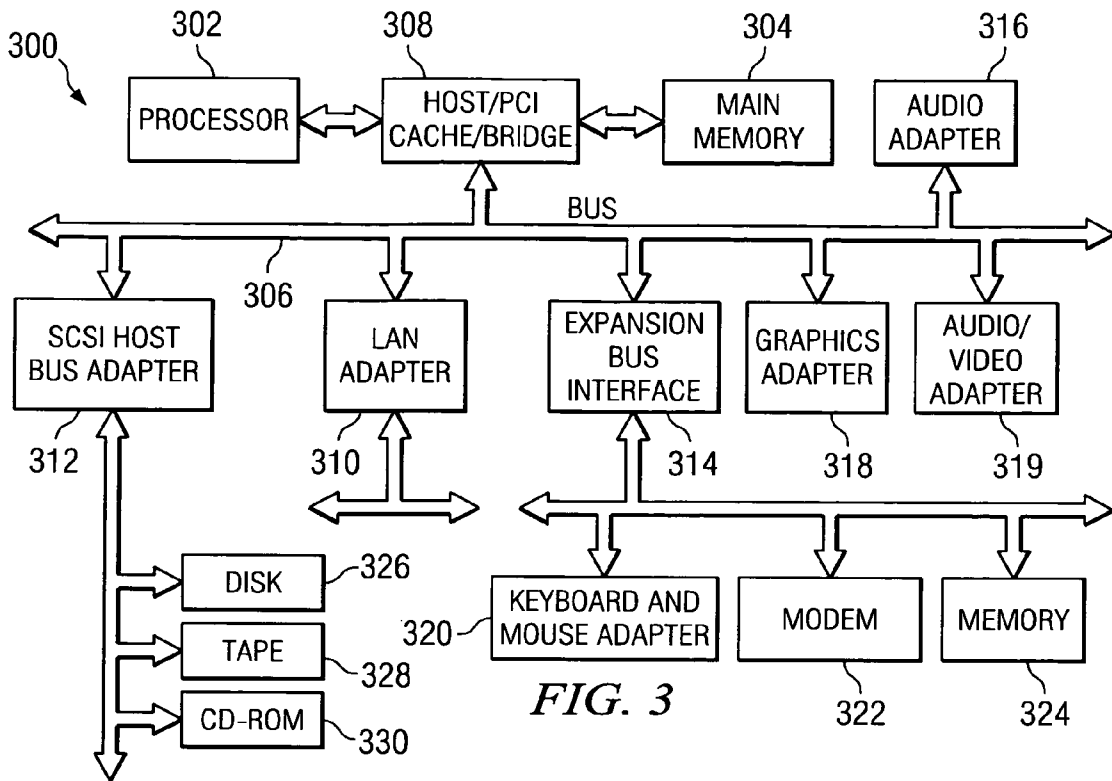 302
308
304
316
300
PROCESSOR
HOST/PCI
CACHE/BRIDGE
MAIN
MEMORY
AUDIO
ADAPTER
BUS
306
SCSI HOST
BUS ADAPTER
LAN
ADAPTER
EXPANSION
BUS
INTERFACE
GRAPHICS
ADAPTER
AUDIO/
VIDEO
ADAPTER
312
310
314
318
319
DISK
326
TAPE
328
CD-ROM
330
320
KEYBOARD AND
MOUSE ADAPTER
MODEM
MEMORY
322
324
FIG. 3